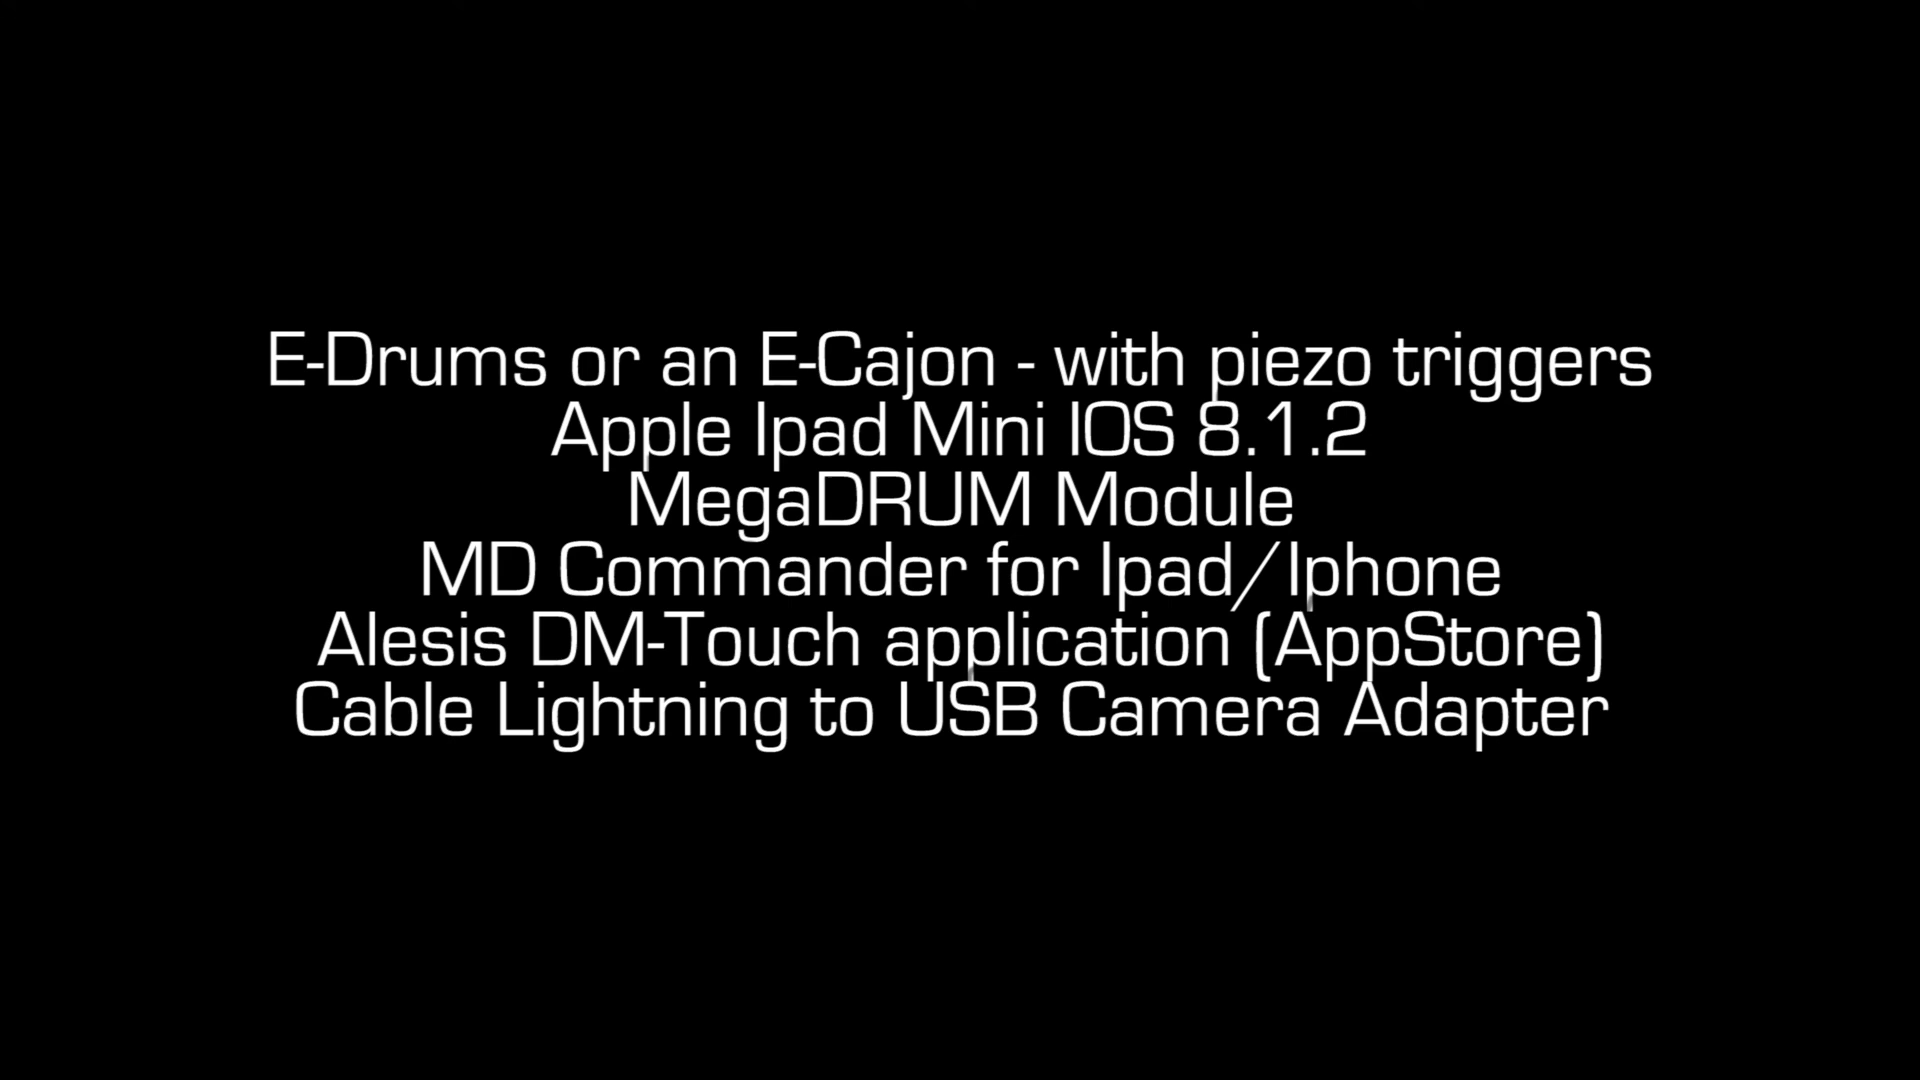 E-Drums or an E-Cajon - with piezo triggers
Apple Ipad Mini IOS 8.1.2
MegaDRUM Module
MD Commander for Ipad/Iphone
Alesis DM-Touch application (AppStore)
Cable Lightning to USB Camera Adapter